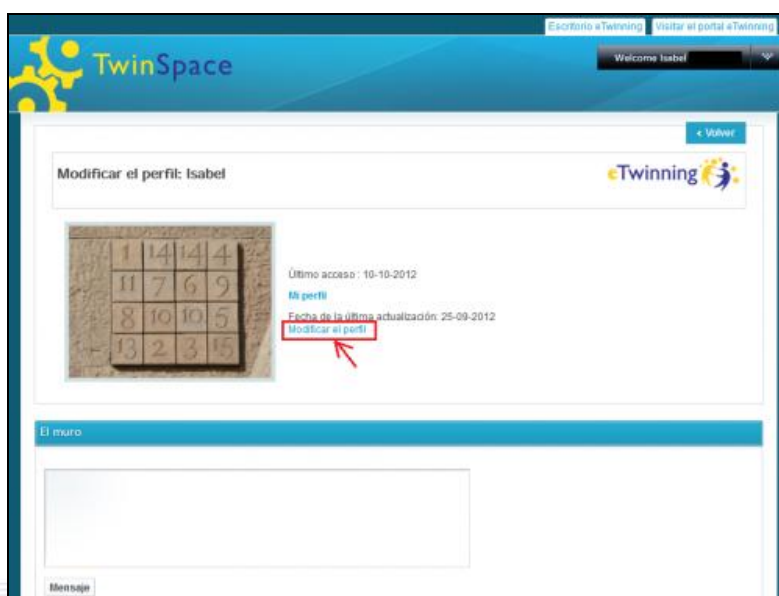 Escritorio eTwinning Visitar el portal eTwinning
TwinSpace
Welcome Isabel
< Volver
Modificar el perfil: Isabel
eTwinning
1 14 14 4
11 7 6 9
8 10 10 5
13 2 3 15
Último acceso : 10-10-2012
Mi perfil
Fecha de la última actualización: 25-09-2012
Modificar el perfil
El muro
Mensaje